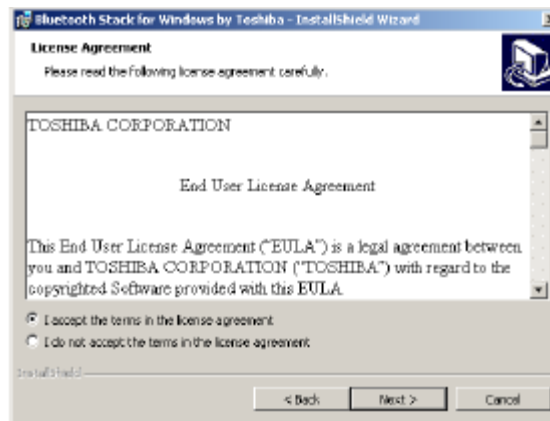 Bluetooth Stack for Windows by Toshiba - InstallShield Wizard
License Agreement
Please read the following license agreement carefully.
TOSHIBA CORPORATION
End User License Agreement
This End User License Agreement ("EULA") is a legal agreement between
you and TOSHIBA CORPORATION ("TOSHIBA") with regard to the
copyrighted Software provided with this EULA
I accept the terms in the license agreement
I do not accept the terms in the license agreement
InstallShield
< Back
Next >
Cancel